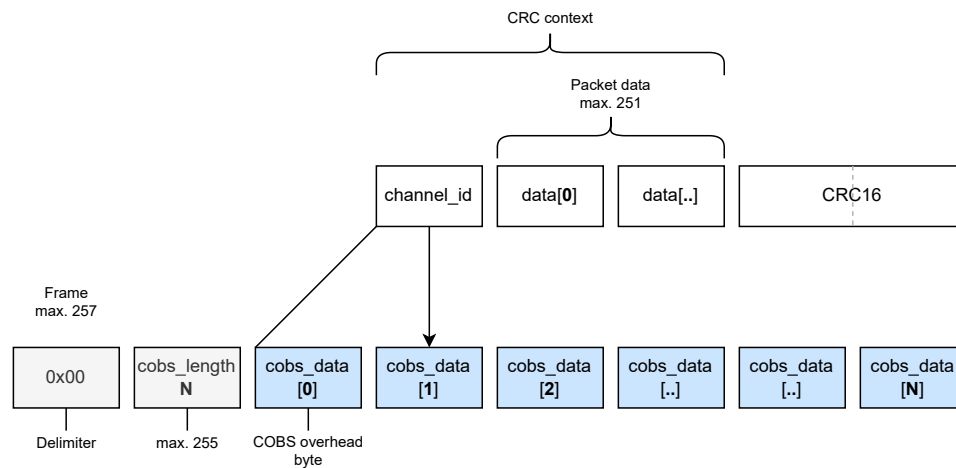 CRC context
Packet data
max. 251
channel_id
data[0]
data[..]
CRC16
Frame
max. 257
0x00
cobs_length
N
cobs_data
[0]
cobs_data
[1]
cobs_data
[2]
cobs_data
[..]
cobs_data
[..]
cobs_data
[N]
Delimiter
max. 255
COBS overhead
byte